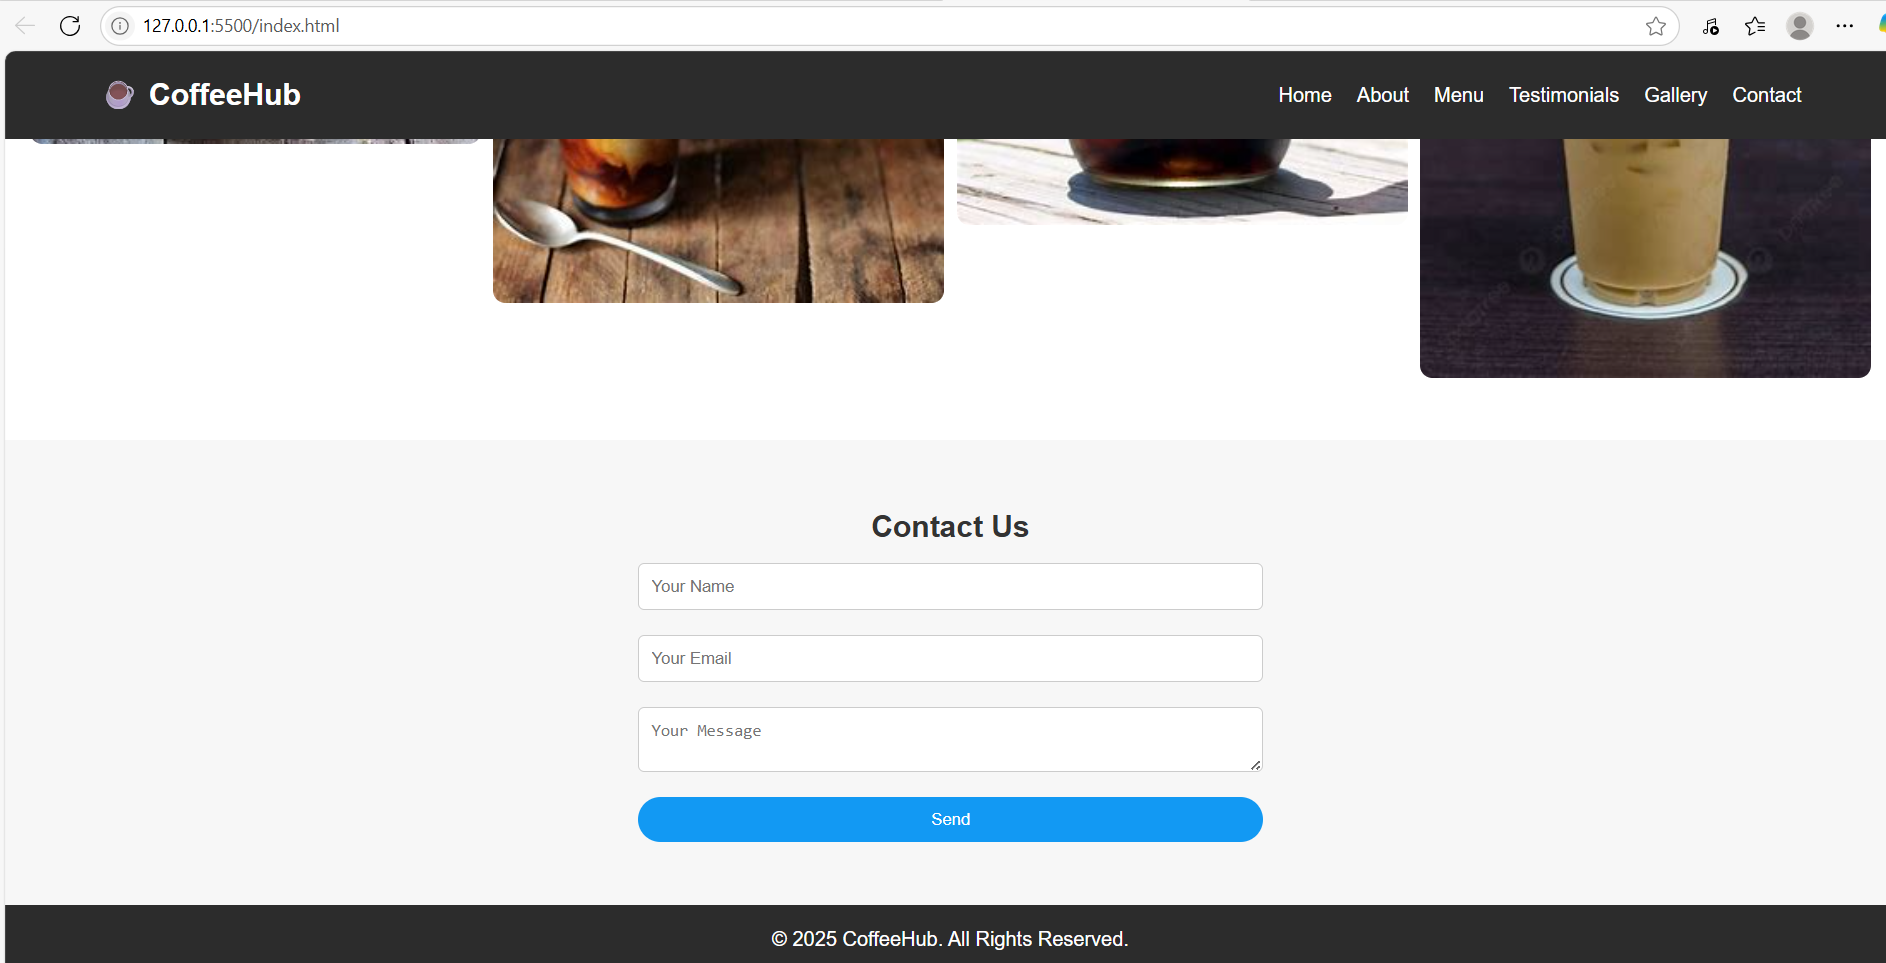 127.0.0.1:5500/index.html
CoffeeHub
Home About Menu Testimonials Gallery Contact
Contact Us
Your Name
Your Email
Your Message
Send
© 2025 CoffeeHub. All Rights Reserved.